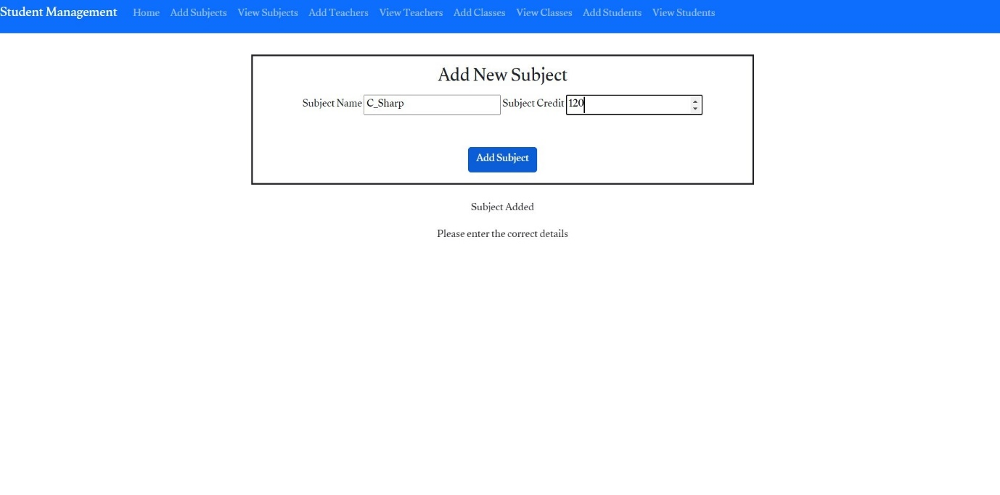 Student Management Home Add Subjects View Subjects Add Teachers View Teachers Add Classes View Classes Add Students View Students
Add New Subject
Subject Name C_Sharp Subject Credit 120
Add Subject
Subject Added
Please enter the correct details